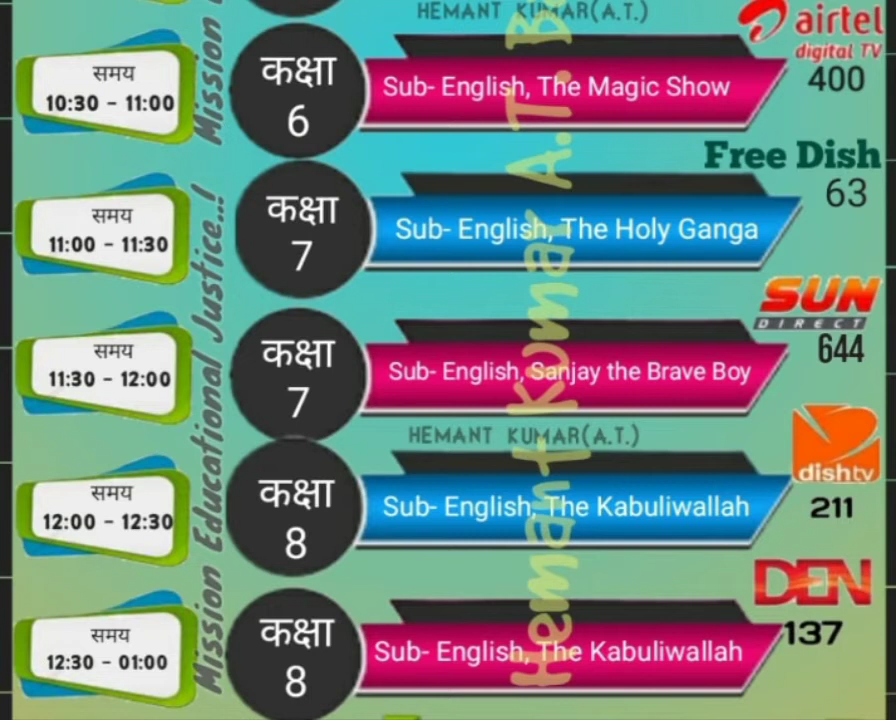 HEMANT KUMAR(A.T.)
airtel
digital TV
400
समय
10:30 - 11:00
कक्षा
6
Sub- English, The Magic Show
Free Dish
63
समय
11:00 - 11:30
कक्षा
7
Sub- English, The Holy Ganga
SUN
DIRECT
644
समय
11:30 - 12:00
कक्षा
7
Sub- English, Sanjay the Brave Boy
HEMANT KUMAR(A.T.)
dishtv
211
समय
12:00 - 12:30
कक्षा
8
Sub- English, The Kabuliwallah
DEN
137
समय
12:30 - 01:00
कक्षा
8
Sub- English, The Kabuliwallah
Mission Educational Justice...!
Mission
Hemant Kumar A.T.